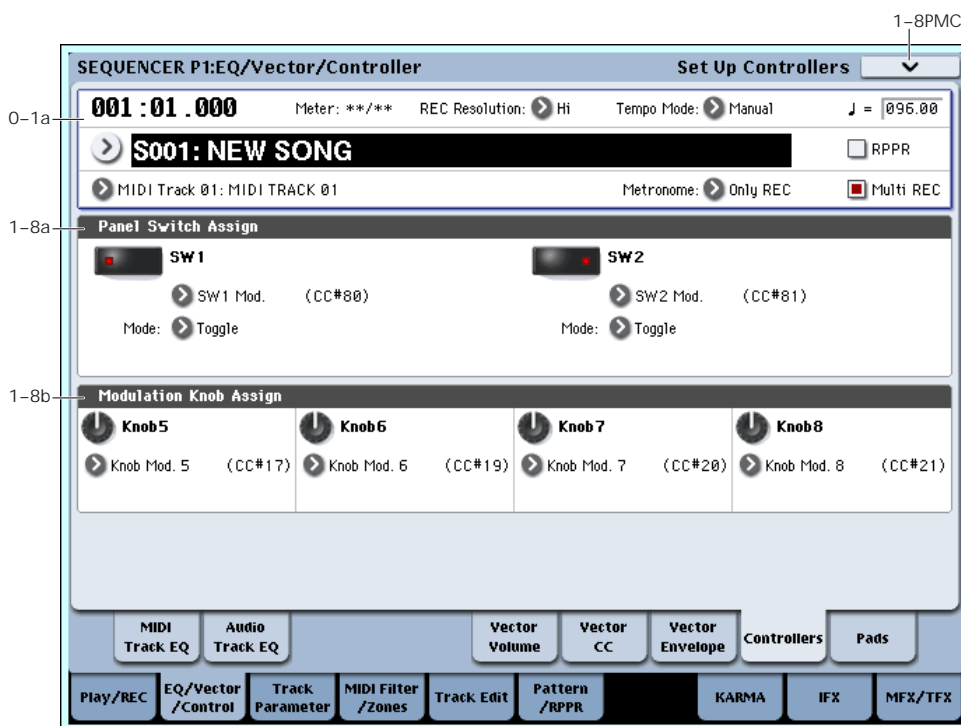 1–8PMC
SEQUENCER P1:EQ/Vector/Controller Set Up Controllers
0–1a
001:01.000 Meter: **/** REC Resolution: Hi Tempo Mode: Manual ♩ = 096.00
S001: NEW SONG RPPR
MIDI Track 01: MIDI TRACK 01 Metronome: Only REC Multi REC
1–8a
Panel Switch Assign
SW1 SW2
SW1 Mod. (CC#80) SW2 Mod. (CC#81)
Mode: Toggle Mode: Toggle
1–8b
Modulation Knob Assign
Knob5 Knob6 Knob7 Knob8
Knob Mod. 5 (CC#17) Knob Mod. 6 (CC#19) Knob Mod. 7 (CC#20) Knob Mod. 8 (CC#21)
MIDI Audio Vector Vector Vector Controllers Pads
Track EQ Track EQ Volume CC Envelope
Play/REC EQ/Vector Track MIDI Filter Track Edit Pattern KARMA IFX MFX/TFX
/Control Parameter /Zones /RPPR